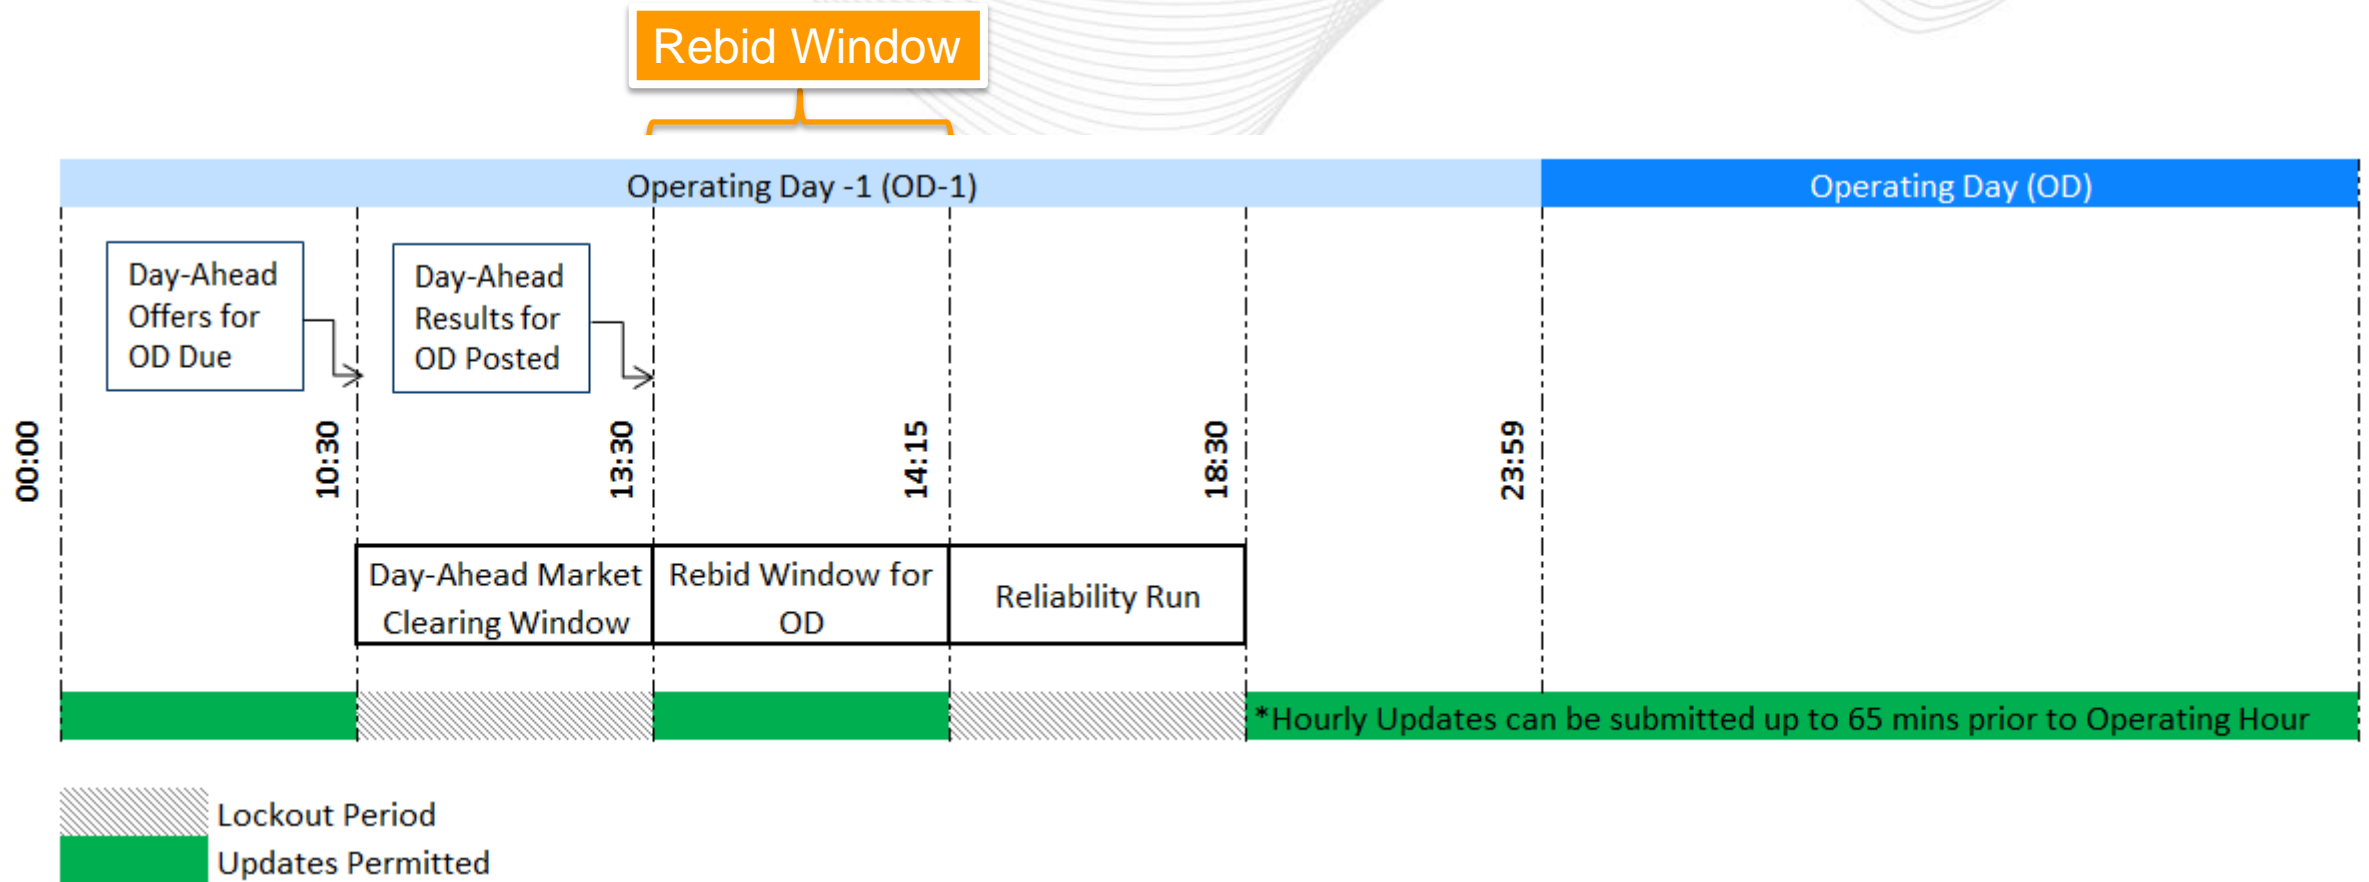 Rebid Window
Operating Day -1 (OD-1)
Operating Day (OD)
Day-Ahead
Offers for
OD Due
Day-Ahead
Results for
OD Posted
00:00
10:30
13:30
14:15
18:30
23:59
Day-Ahead Market
Clearing Window
Rebid Window for
OD
Reliability Run
*Hourly Updates can be submitted up to 65 mins prior to Operating Hour
Lockout Period
Updates Permitted